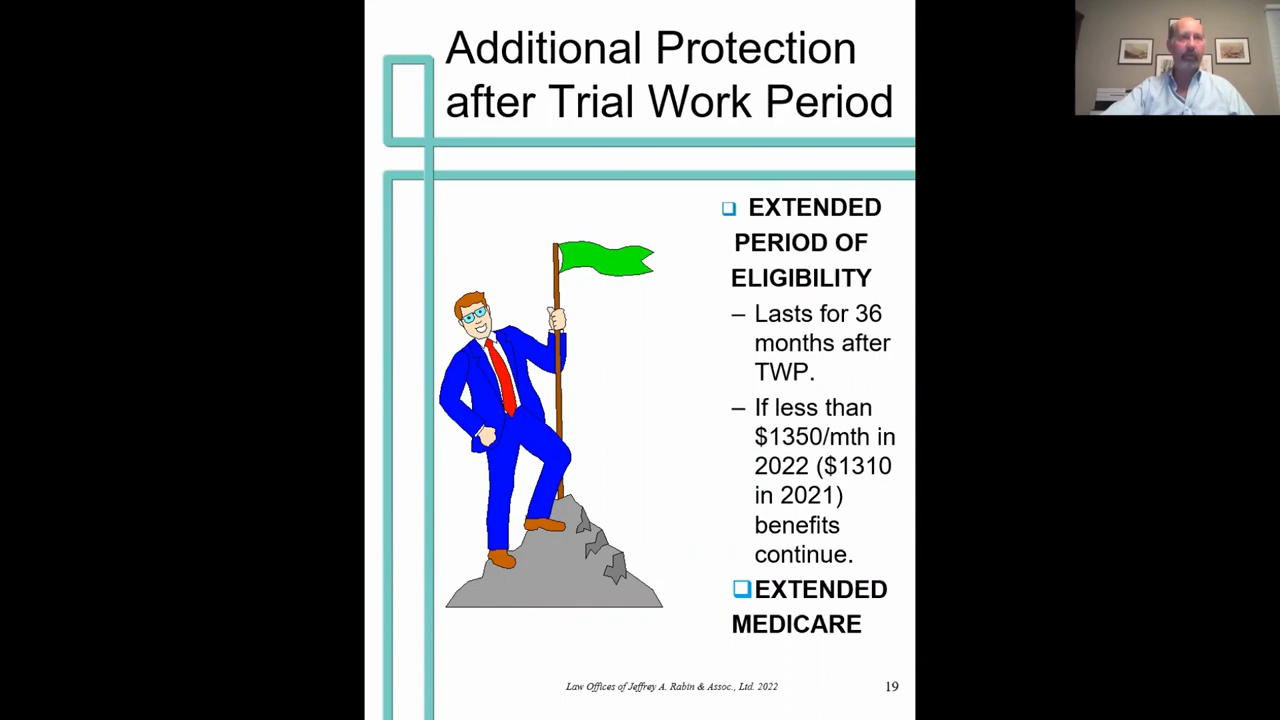 Additional Protection
after Trial Work Period
❑ EXTENDED
PERIOD OF
ELIGIBILITY
– Lasts for 36
months after
TWP.
– If less than
$1350/mth in
2022 ($1310
in 2021)
benefits
continue.
❑EXTENDED
MEDICARE
Law Offices of Jeffrey A. Rabin & Assoc., Ltd. 2022
19